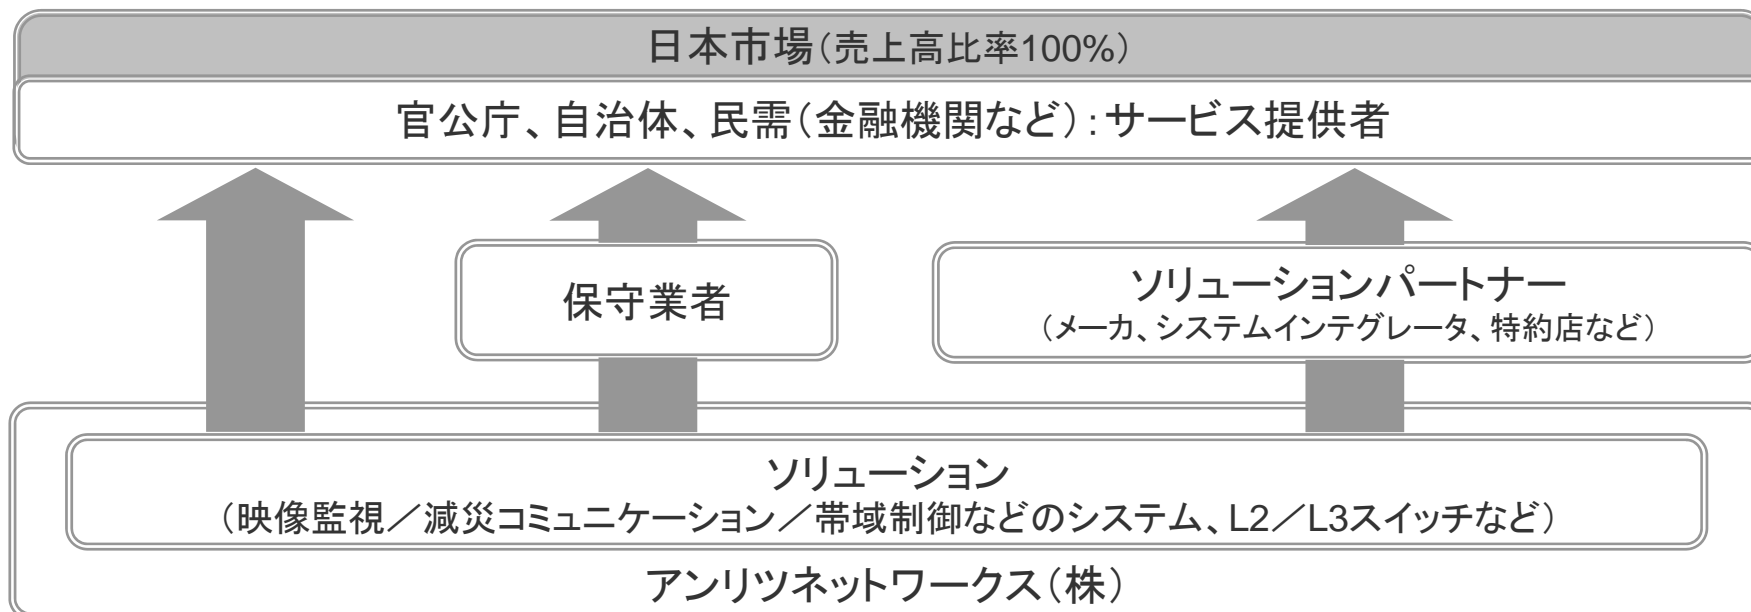 日本市場（売上高比率100%）
官公庁、自治体、民需（金融機関など）：サービス提供者
保守業者
ソリューションパートナー
（メーカ、システムインテグレータ、特約店など）
ソリューション
（映像監視／減災コミュニケーション／帯域制御などのシステム、L2／L3スイッチなど）
アンリツネットワークス（株）